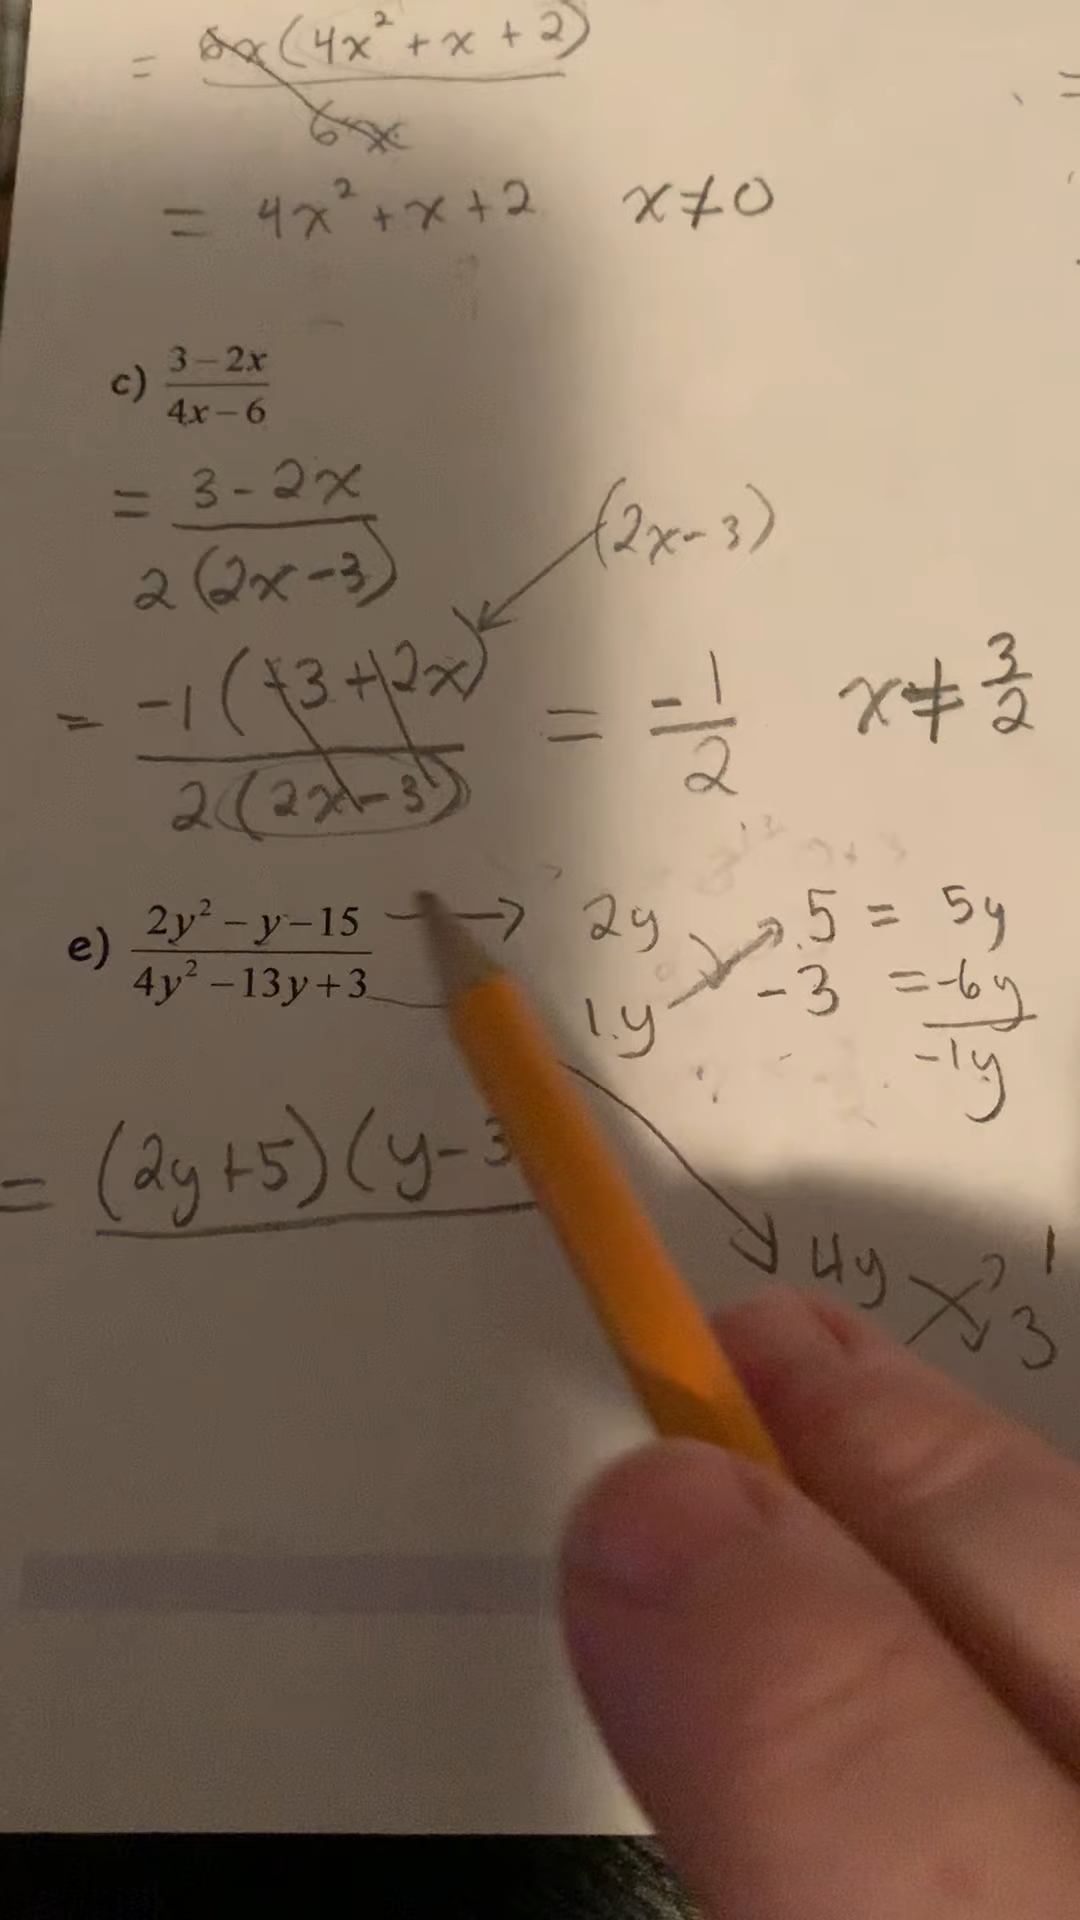 = 6x(4x² + x + 2)
6x
= 4x² + x + 2 x ≠ 0
c) 3 – 2x
4x – 6
= 3 - 2x
2(2x - 3)
(2x - 3)
= -1(-3 + 2x) = -1 x ≠ 3
2(2x - 3) 2 2
e) 2y² – y – 15 → 2y 5 = 5y
4y² – 13y + 3 1y -3 = -6y
-1y
= (2y + 5)(y - 3
4y 1
3